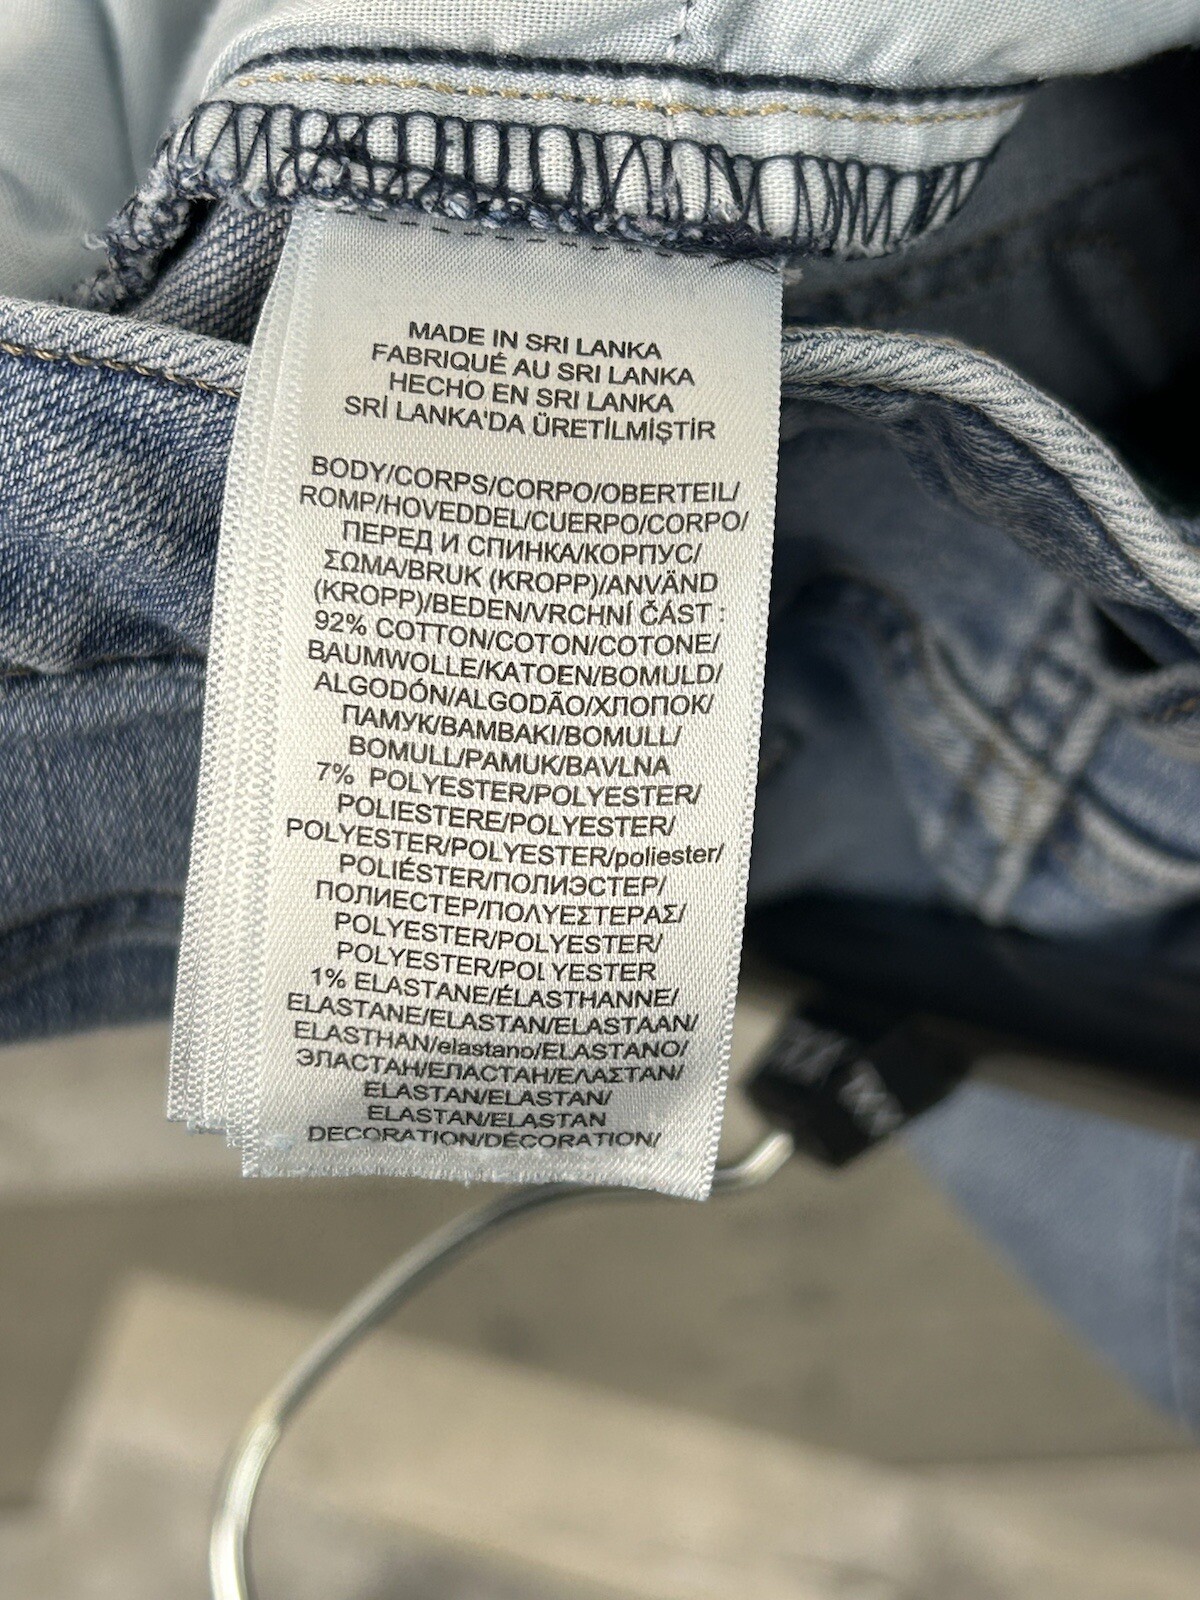 MADE IN SRI LANKA
FABRIQUÉ AU SRI LANKA
HECHO EN SRI LANKA
SRİ LANKA'DA ÜRETİLMİŞTİR
BODY/CORPS/CORPO/OBERTEIL/
ROMP/HOVEDDEL/CUERPO/CORPO/
ПЕРЕД И СПИНКА/КОРПУС/
ΣΩΜΑ/BRUK (KROPP)/ANVÄND
(KROPP)/BEDEN/VRCHNÍ ČÁST :
92% COTTON/COTON/COTONE/
BAUMWOLLE/KATOEN/BOMULD/
ALGODÓN/ALGODÃO/ХЛОПОК/
ПАМУК/ΒΑΜΒΑΚΙ/BOMULL/
BOMULL/PAMUK/BAVLNA
7% POLYESTER/POLYESTER/
POLIESTERE/POLYESTER/
POLYESTER/POLYESTER/poliester/
POLIÉSTER/ПОЛИЭСТЕР/
ПОЛИЕСТЕР/ΠΟΛΥΕΣΤΕΡΑΣ/
POLYESTER/POLYESTER/
POLYESTER/POLYESTER
1% ELASTANE/ÉLASTHANNE/
ELASTANE/ELASTAN/ELASTAAN/
ELASTHAN/elastano/ELASTANO/
ЭЛАСТАН/ЕЛАСТАН/ΕΛΑΣΤΑΝ/
ELASTAN/ELASTAN/
ELASTAN/ELASTAN
DECORATION/DÉCORATION/